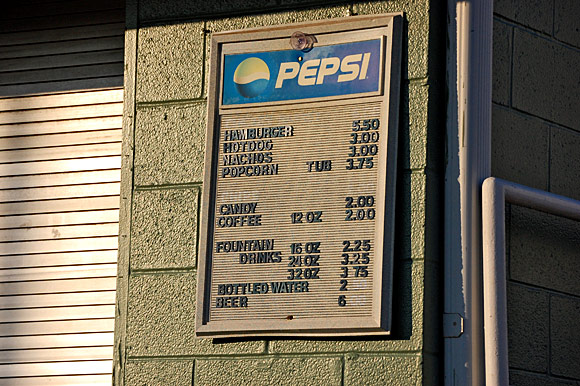 PEPSI
HAMBURGER 5.50
HOTDOG 3.00
NACHOS 3.00
POPCORN TUB 3.75
CANDY 2.00
COFFEE 12 OZ 2.00
FOUNTAIN 16 OZ 2.25
DRINKS 24 OZ 3.25
32 OZ 3 75
BOTTLED WATER 2
BEER 6